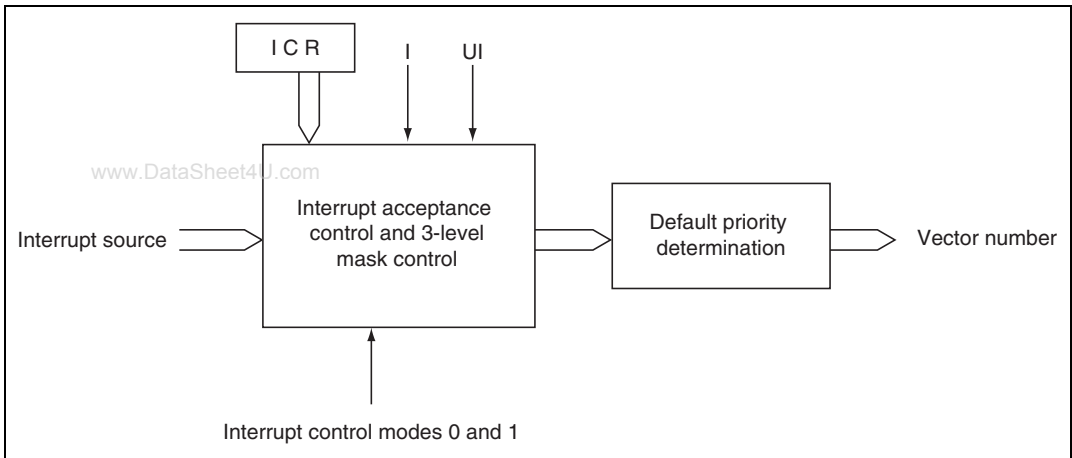 I C R
I
UI
www.DataSheet4U.com
Interrupt acceptance
control and 3-level
mask control
Interrupt source
Default priority
determination
Vector number
Interrupt control modes 0 and 1